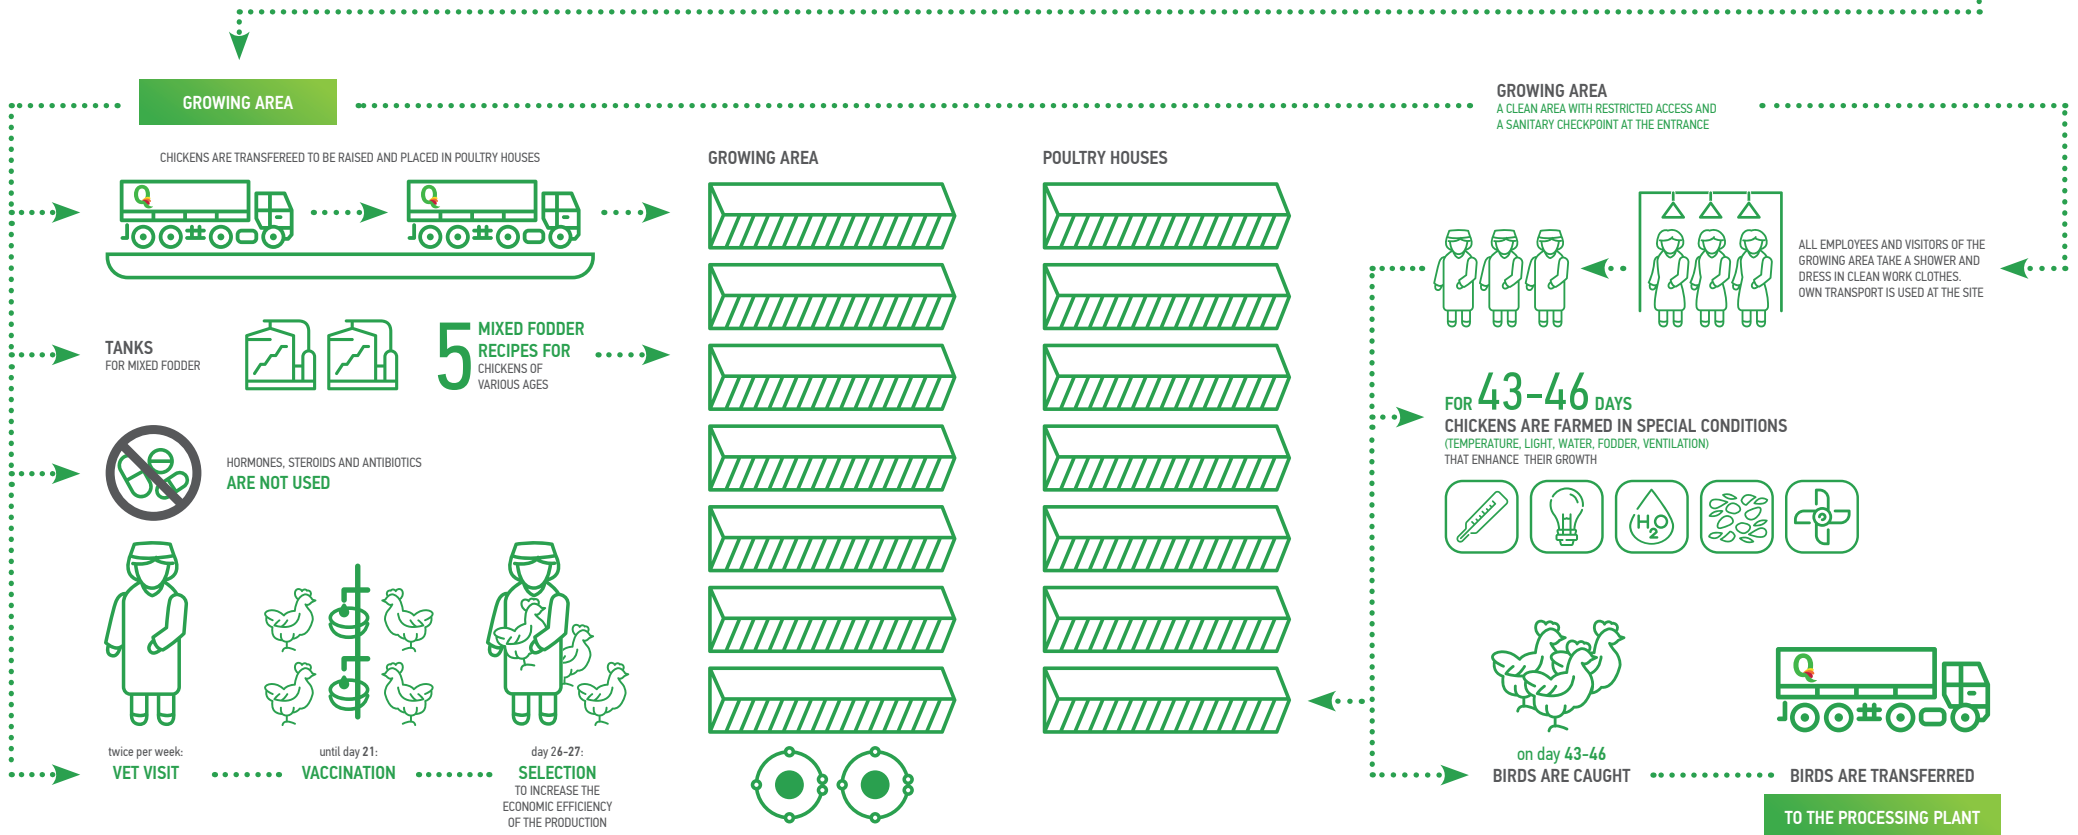 GROWING AREA
CHICKENS ARE TRANSFEREED TO BE RAISED AND PLACED IN POULTRY HOUSES
Q
Q
TANKS
FOR MIXED FODDER
5
MIXED FODDER
RECIPES FOR
CHICKENS OF
VARIOUS AGES
HORMONES, STEROIDS AND ANTIBIOTICS
ARE NOT USED
twice per week:
VET VISIT
until day 21:
VACCINATION
day 26-27:
SELECTION
TO INCREASE THE
ECONOMIC EFFICIENCY
OF THE PRODUCTION
GROWING AREA
POULTRY HOUSES
GROWING AREA
A CLEAN AREA WITH RESTRICTED ACCESS AND
A SANITARY CHECKPOINT AT THE ENTRANCE
ALL EMPLOYEES AND VISITORS OF THE
GROWING AREA TAKE A SHOWER AND
DRESS IN CLEAN WORK CLOTHES.
OWN TRANSPORT IS USED AT THE SITE
FOR 43-46 DAYS
CHICKENS ARE FARMED IN SPECIAL CONDITIONS
(TEMPERATURE, LIGHT, WATER, FODDER, VENTILATION)
THAT ENHANCE THEIR GROWTH
H2O
on day 43-46
BIRDS ARE CAUGHT
Q
BIRDS ARE TRANSFERRED
TO THE PROCESSING PLANT